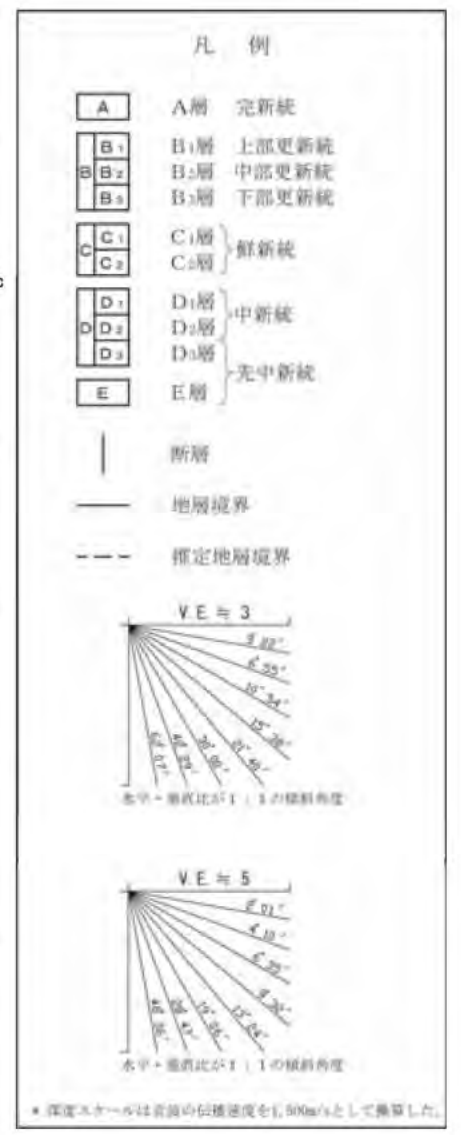 凡 例
A A層 完新統
B B1 B1層 上部更新統
B2 B2層 中部更新統
B3 B3層 下部更新統
C C1 C1層 鮮新統
C2 C2層
D D1 D1層 中新統
D2 D2層
D3 D3層 先中新統
E E層
断層
地層境界
推定地層境界
V.E.≒3
水平・垂直比が1:1の傾斜角度
V.E.≒5
水平・垂直比が1:1の傾斜角度
* 深度スケールは音波の伝播速度を1,500m/sとして換算した。